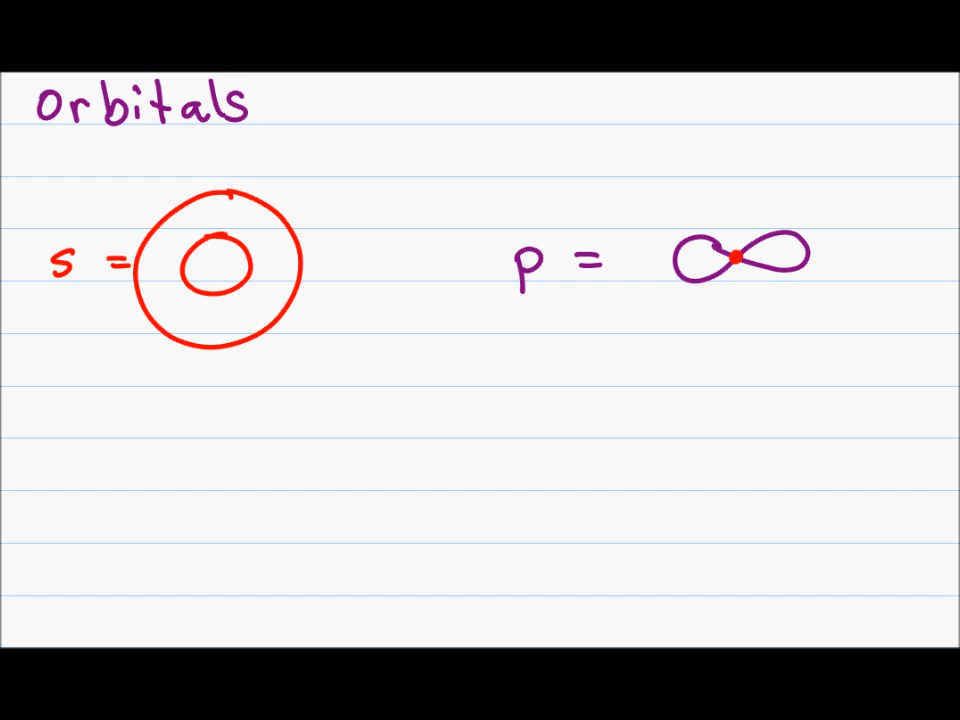 Orbitals
s = p =